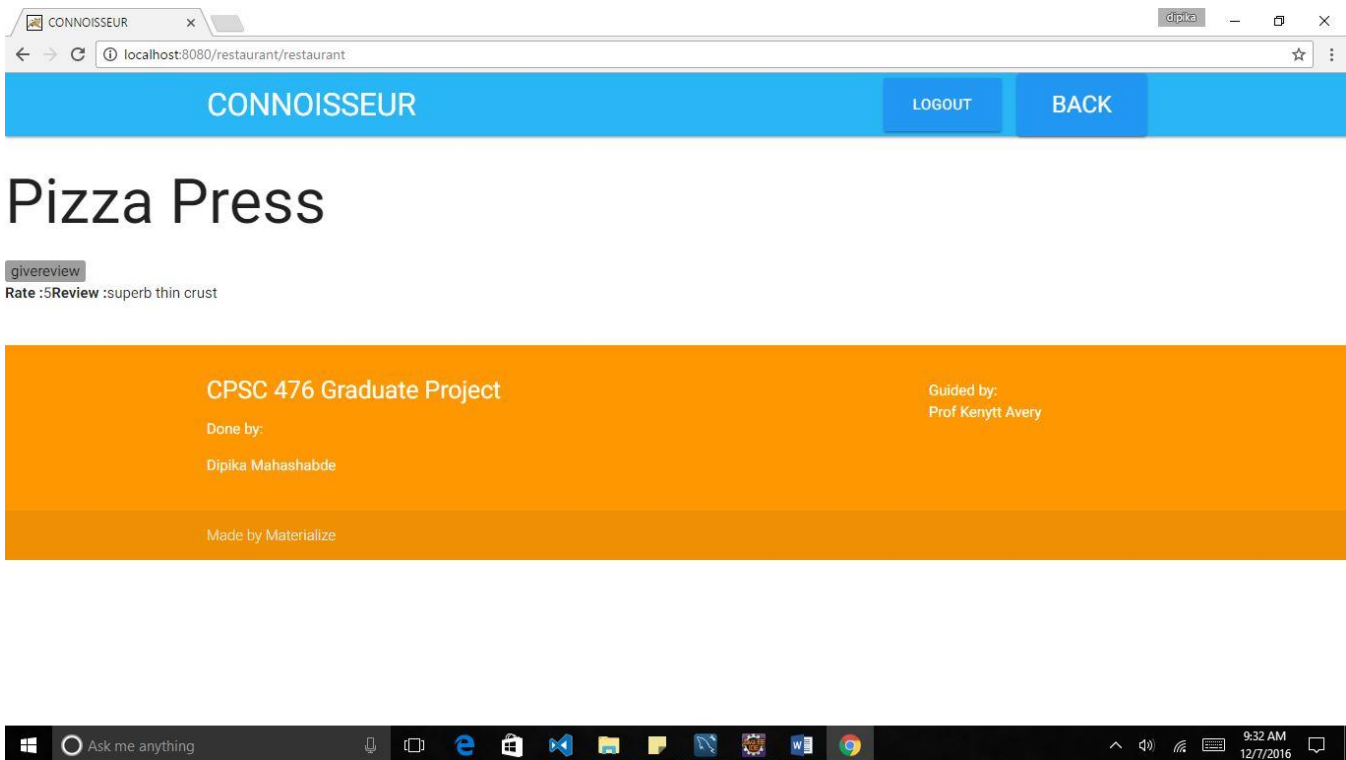 CONNOISSEUR
dipika
localhost:8080/restaurant/restaurant
CONNOISSEUR
LOGOUT
BACK
Pizza Press
givereview
Rate :5Review :superb thin crust
CPSC 476 Graduate Project
Guided by:
Prof Kenytt Avery
Done by:
Dipika Mahashabde
Made by Materialize
Ask me anything
9:32 AM
12/7/2016